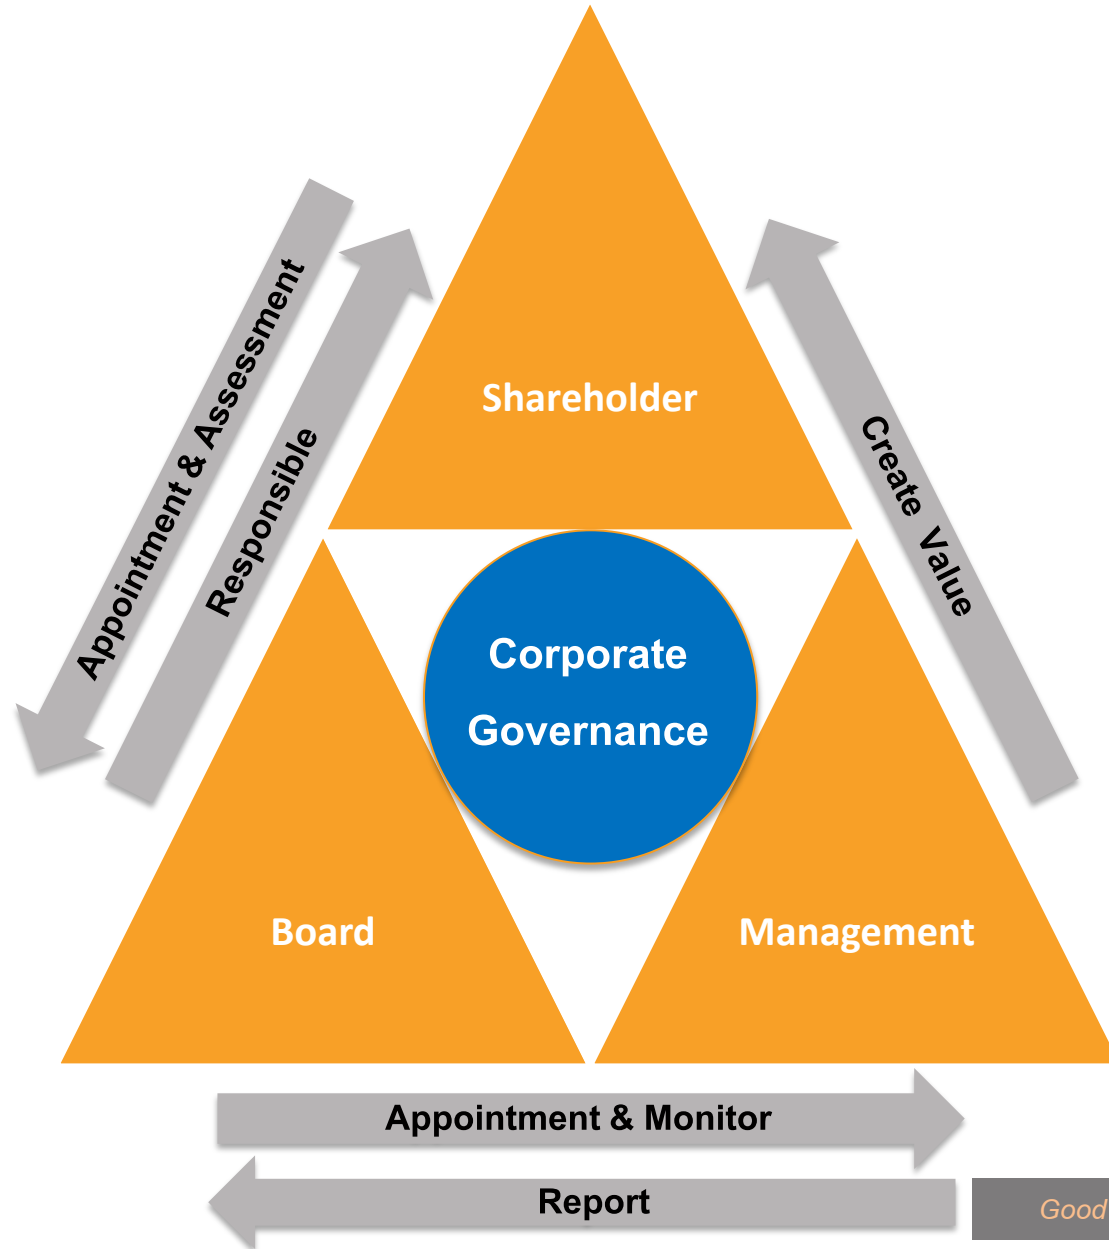 Shareholder
Appointment & Assessment
Responsible
Create Value
Corporate
Governance
Board
Management
Appointment & Monitor
Report
Good